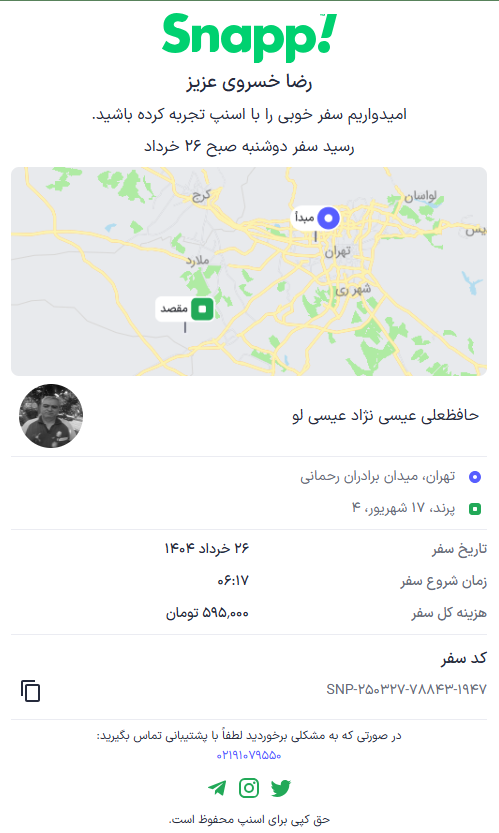 Snapp!
رضا خسروی عزیز
امیدواریم سفر خوبی را با اسنپ تجربه کرده باشید.
رسید سفر دوشنبه صبح ۲۶ خرداد
لواسان
کرج
مبدأ
تهران
ملارد
شهر ری
مقصد
حافظعلی عیسی نژاد عیسی لو
تهران، میدان برادران رحمانی
پرند، ۱۷ شهریور، ۴
تاریخ سفر ۲۶ خرداد ۱۴۰۴
زمان شروع سفر ۰۶:۱۷
هزینه کل سفر ۵۹۵,۰۰۰ تومان
کد سفر
SNP-۲۵۰۳۲۷-۷۸۸۴۳-۱۹۴۷
در صورتی که به مشکلی برخوردید لطفاً با پشتیبانی تماس بگیرید:
۰۲۱۹۱۰۷۹۵۵۰
حق کپی برای اسنپ محفوظ است.